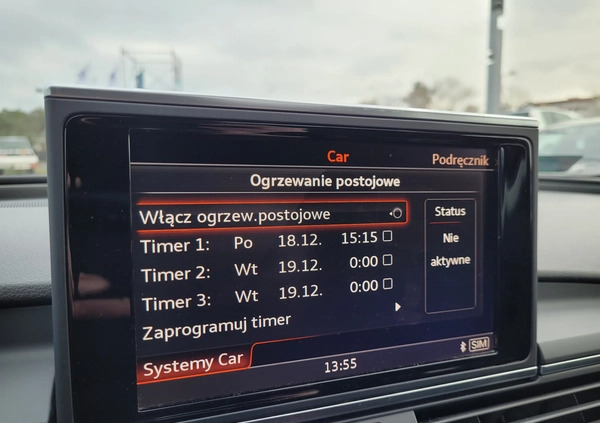 Car
Podręcznik
Ogrzewanie postojowe
Włącz ogrzew.postojowe
Timer 1: Po 18.12. 15:15
Timer 2: Wt 19.12. 0:00
Timer 3: Wt 19.12. 0:00
Zaprogramuj timer
Status
Nie
aktywne
Systemy Car
13:55
SIM